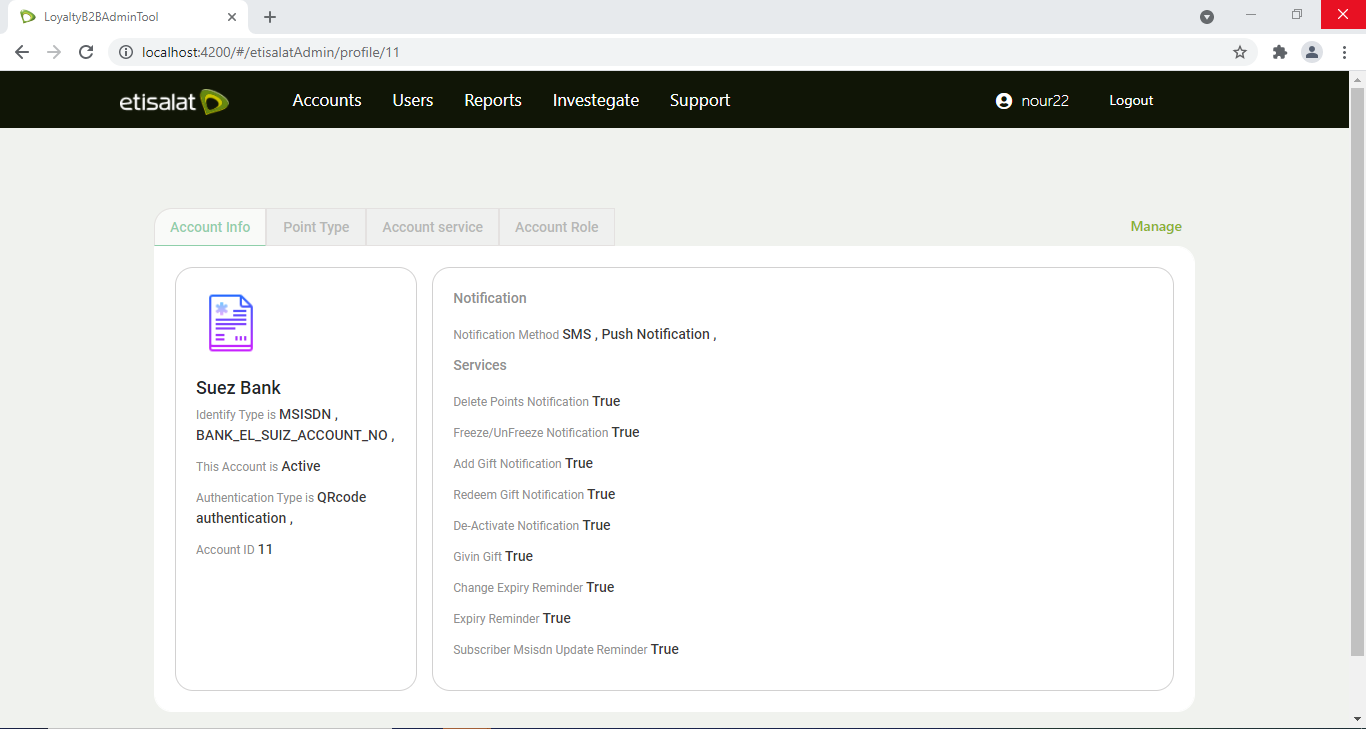 LoyaltyB2BAdminTool
localhost:4200/#/etisalatAdmin/profile/11
etisalat Accounts Users Reports Investegate Support nour22 Logout
Account Info Point Type Account service Account Role Manage
Suez Bank
Identify Type is MSISDN ,
BANK_EL_SUIZ_ACCOUNT_NO ,
This Account is Active
Authentication Type is QRcode
authentication ,
Account ID 11
Notification
Notification Method SMS , Push Notification ,
Services
Delete Points Notification True
Freeze/UnFreeze Notification True
Add Gift Notification True
Redeem Gift Notification True
De-Activate Notification True
Givin Gift True
Change Expiry Reminder True
Expiry Reminder True
Subscriber Msisdn Update Reminder True